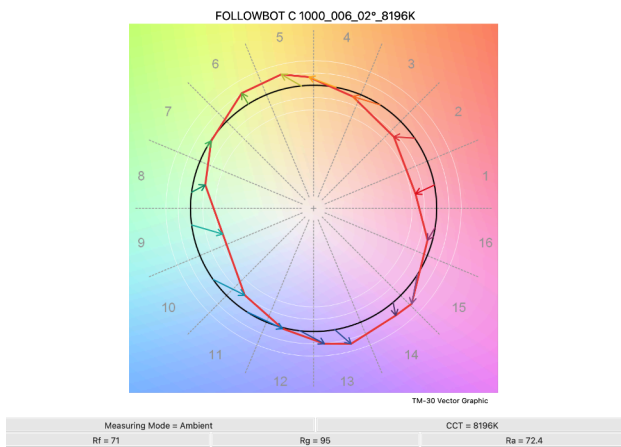 FOLLOWBOT C 1000_006_02°_8196K
5 4
6 3
7 2
8 1
9 16
10 15
11 14
12 13
TM-30 Vector Graphic
Measuring Mode = Ambient CCT = 8196K
Rf = 71 Rg = 95 Ra = 72.4